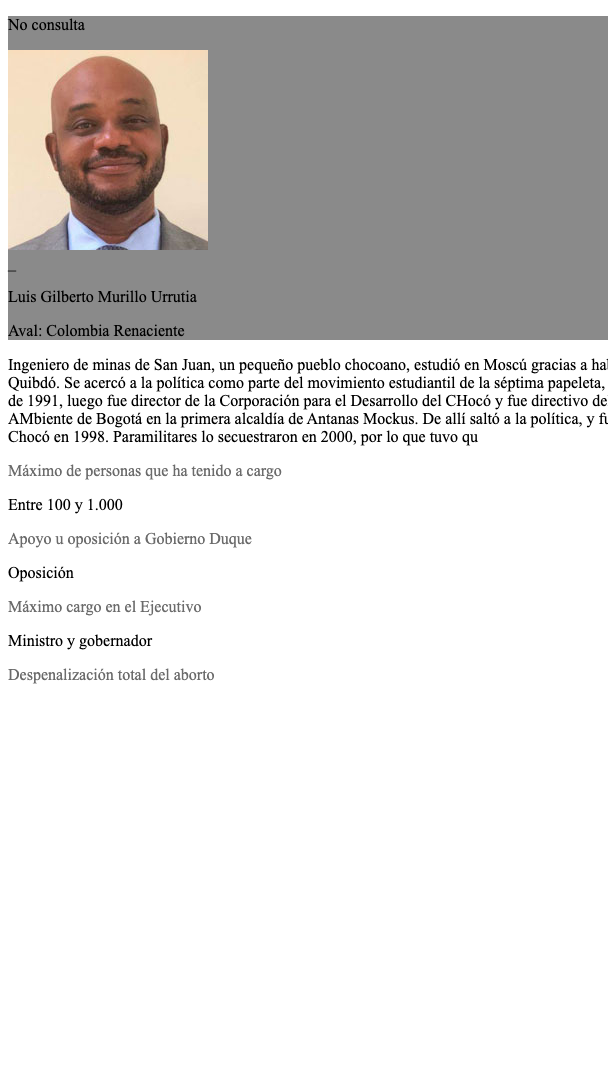 No consulta
_
Luis Gilberto Murillo Urrutia
Aval: Colombia Renaciente
Ingeniero de minas de San Juan, un pequeño pueblo chocoano, estudió en Moscú gracias a
Quibdó. Se acercó a la política como parte del movimiento estudiantil de la séptima papeleta,
de 1991, luego fue director de la Corporación para el Desarrollo del CHocó y fue directivo de
AMbiente de Bogotá en la primera alcaldía de Antanas Mockus. De allí saltó a la política, y
Chocó en 1998. Paramilitares lo secuestraron en 2000, por lo que tuvo qu
Máximo de personas que ha tenido a cargo
Entre 100 y 1.000
Apoyo u oposición a Gobierno Duque
Oposición
Máximo cargo en el Ejecutivo
Ministro y gobernador
Despenalización total del aborto